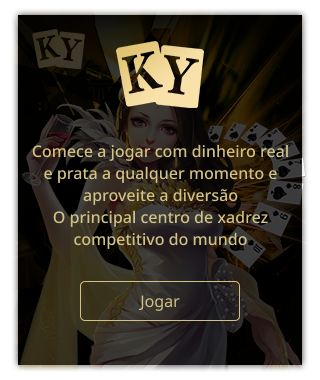 KY
KY
Comece a jogar com dinheiro real
e prata a qualquer momento e
aproveite a diversão
O principal centro de xadrez
competitivo do mundo
Jogar